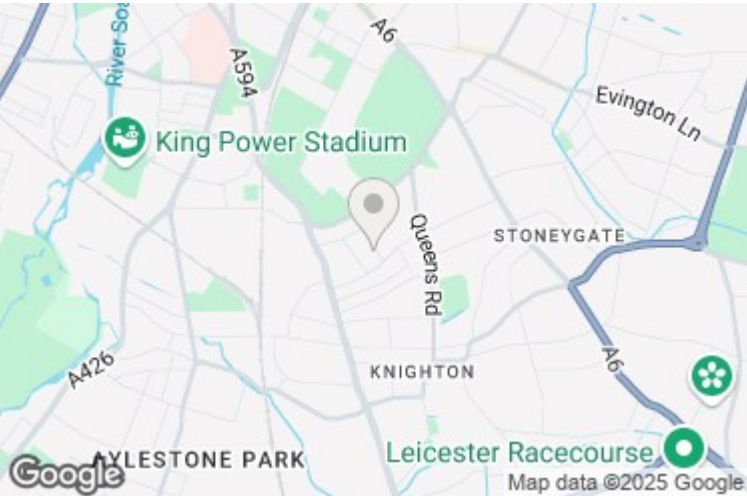 River Soa
A594
A6
Evington Ln
King Power Stadium
Queens Rd
STONEYGATE
A426
KNIGHTON
A6
AYLESTONE PARK
Leicester Racecourse
Google
Map data ©2025 Google